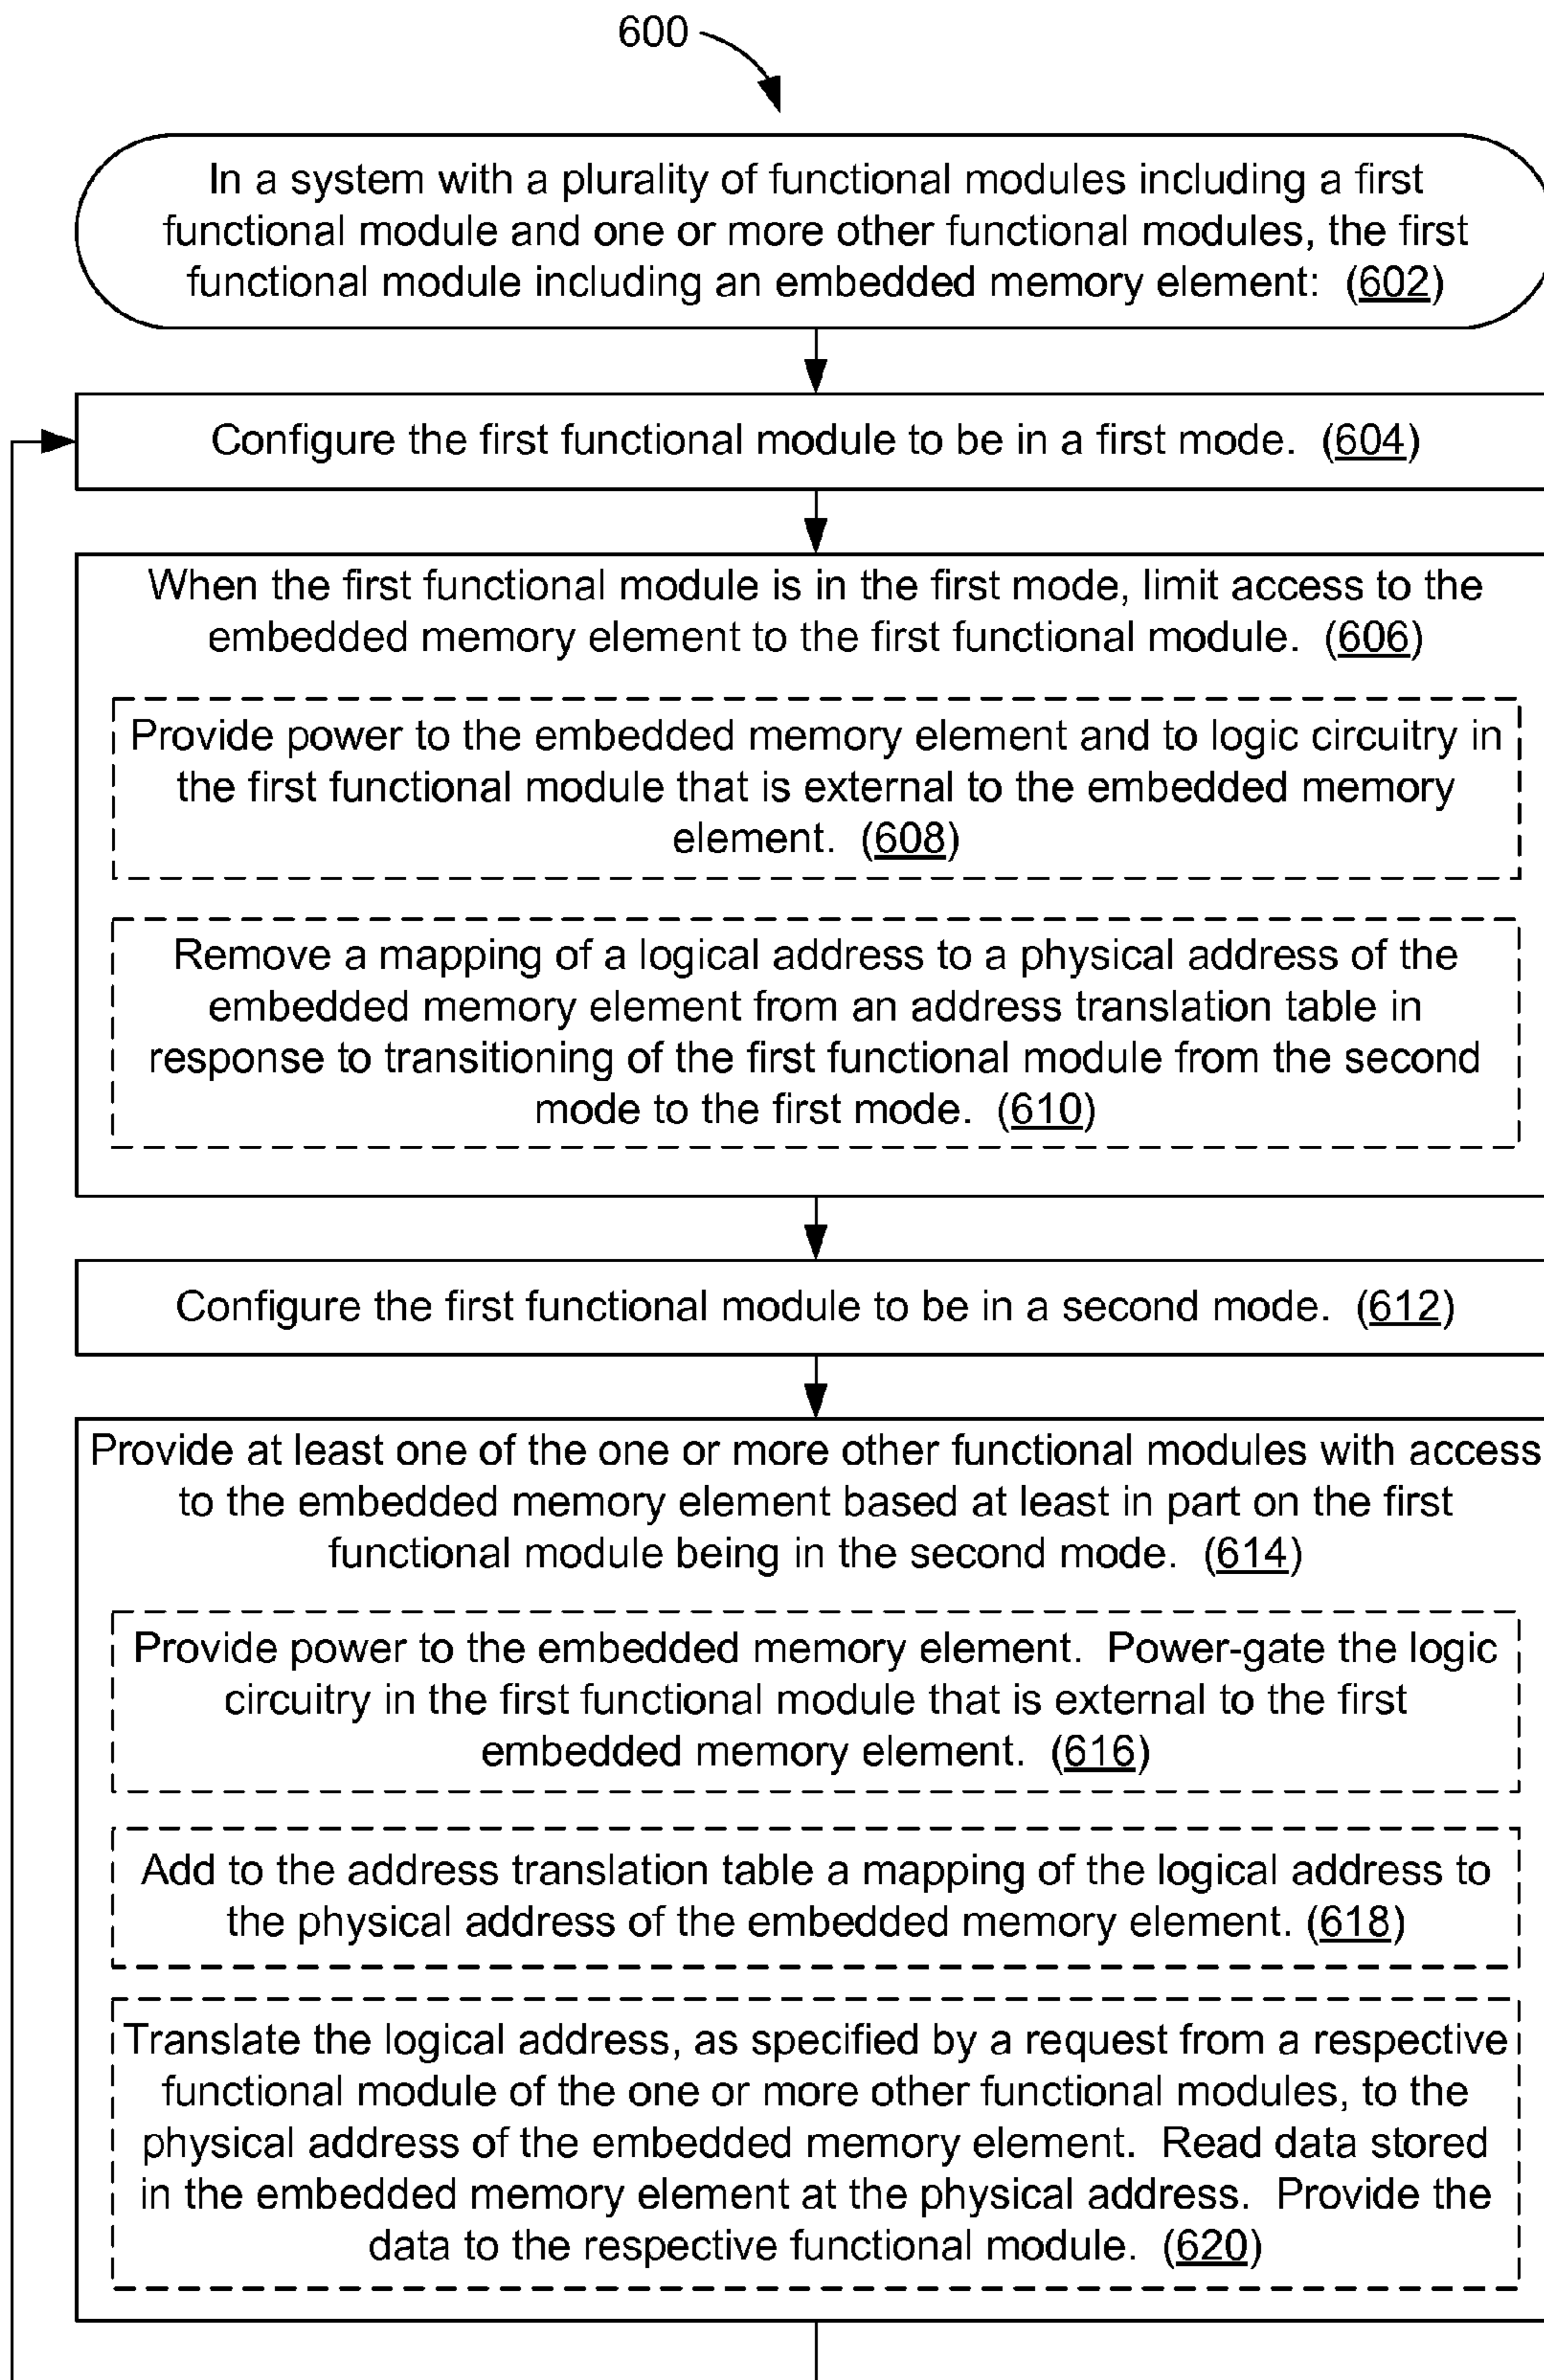 600
In a system with a plurality of functional modules including a first
functional module and one or more other functional modules, the first
functional module including an embedded memory element: (602)
Configure the first functional module to be in a first mode. (604)
When the first functional module is in the first mode, limit access to the
embedded memory element to the first functional module. (606)
Provide power to the embedded memory element and to logic circuitry in
the first functional module that is external to the embedded memory
element. (608)
Remove a mapping of a logical address to a physical address of the
embedded memory element from an address translation table in
response to transitioning of the first functional module from the second
mode to the first mode. (610)
Configure the first functional module to be in a second mode. (612)
Provide at least one of the one or more other functional modules with access
to the embedded memory element based at least in part on the first
functional module being in the second mode. (614)
Provide power to the embedded memory element. Power-gate the logic
circuitry in the first functional module that is external to the first
embedded memory element. (616)
Add to the address translation table a mapping of the logical address to
the physical address of the embedded memory element. (618)
Translate the logical address, as specified by a request from a respective
functional module of the one or more other functional modules, to the
physical address of the embedded memory element. Read data stored
in the embedded memory element at the physical address. Provide the
data to the respective functional module. (620)